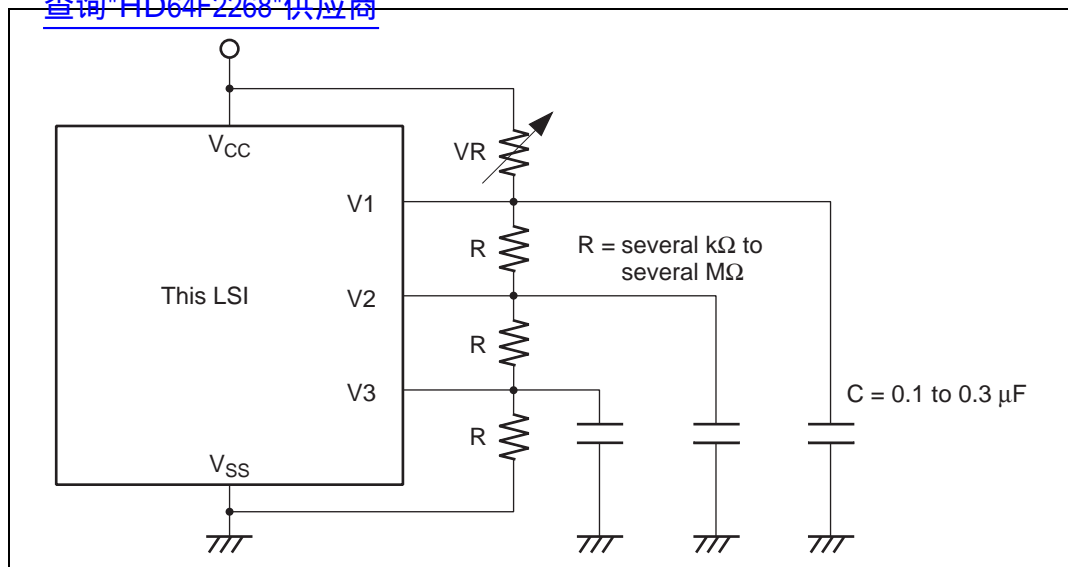 查询"HD64F2268"供应商
VCC
VR
V1
R
R = several kΩ to
several MΩ
This LSI
V2
R
V3
C = 0.1 to 0.3 μF
R
VSS